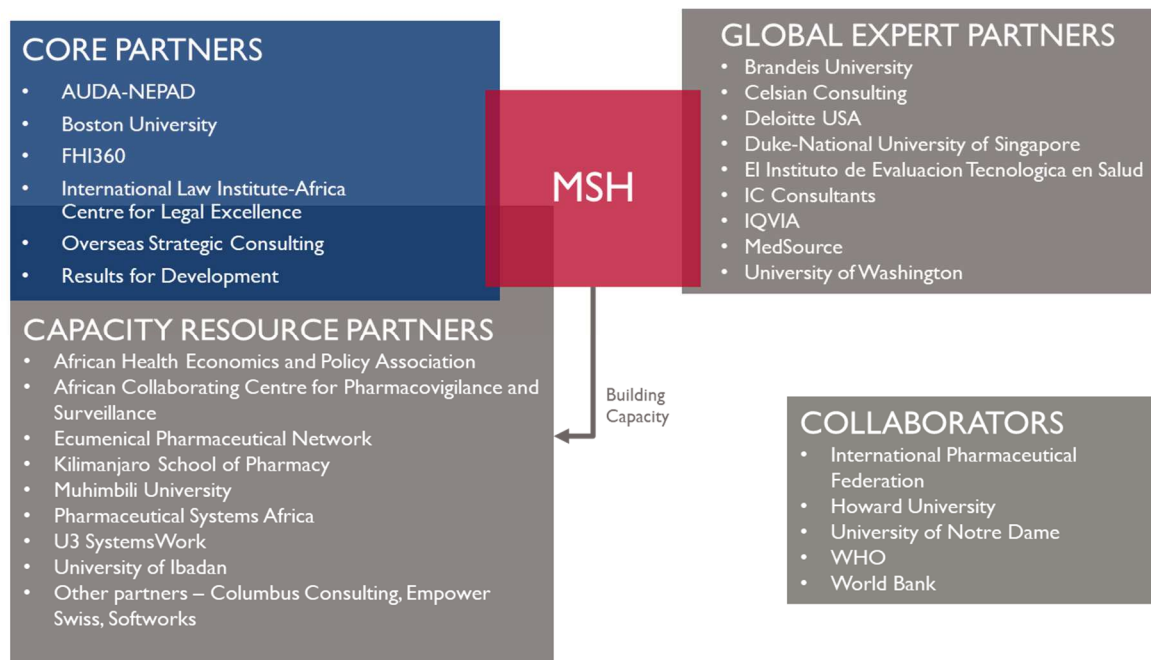 CORE PARTNERS
• AUDA-NEPAD
• Boston University
• FHI360
• International Law Institute-Africa
Centre for Legal Excellence
• Overseas Strategic Consulting
• Results for Development
MSH
GLOBAL EXPERT PARTNERS
• Brandeis University
• Celsian Consulting
• Deloitte USA
• Duke-National University of Singapore
• El Instituto de Evaluacion Tecnologica en Salud
• IC Consultants
• IQVIA
• MedSource
• University of Washington
CAPACITY RESOURCE PARTNERS
• African Health Economics and Policy Association
• African Collaborating Centre for Pharmacovigilance and
Surveillance
• Ecumenical Pharmaceutical Network
• Kilimanjaro School of Pharmacy
• Muhimbili University
• Pharmaceutical Systems Africa
• U3 SystemsWork
• University of Ibadan
• Other partners – Columbus Consulting, Empower
Swiss, Softworks
Building
Capacity
COLLABORATORS
• International Pharmaceutical
Federation
• Howard University
• University of Notre Dame
• WHO
• World Bank